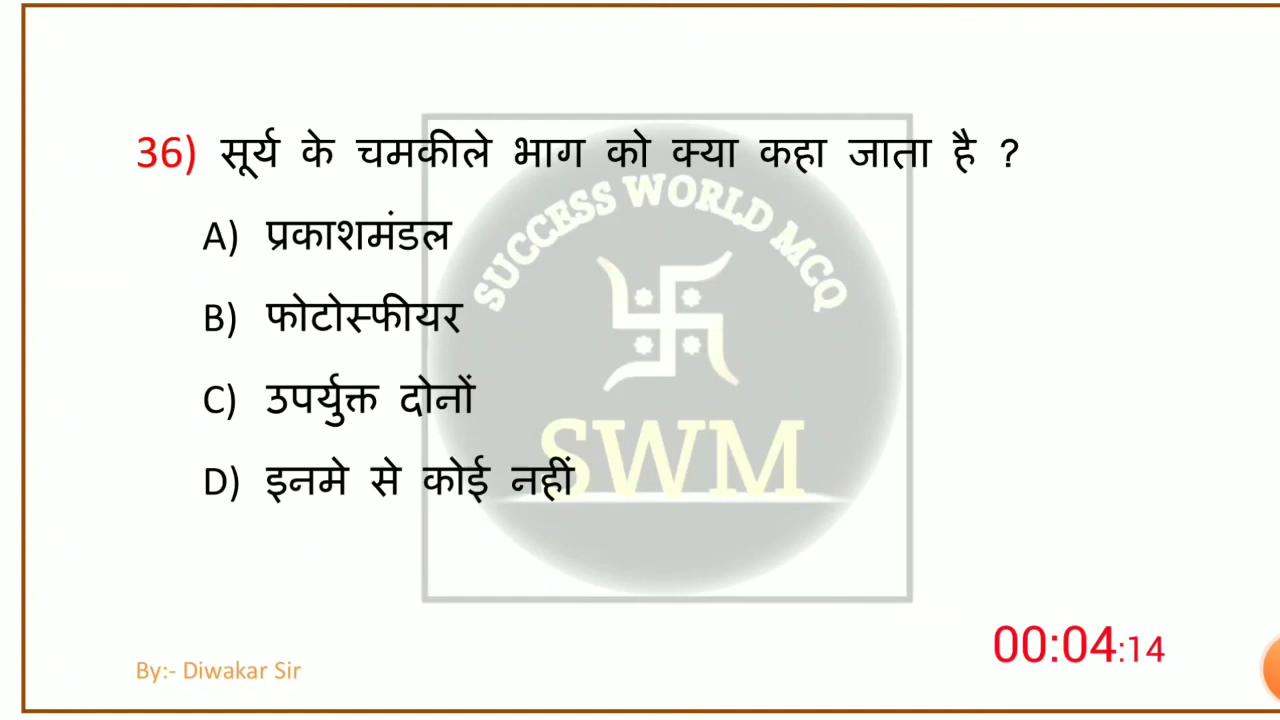 36) सूर्य के चमकीले भाग को क्या कहा जाता है ?
A) प्रकाशमंडल
B) फोटोस्फीयर
C) उपर्युक्त दोनों
D) इनमे से कोई नहीं
SUCCESS WORLD MCQ
SWM
00:04:14
By:- Diwakar Sir